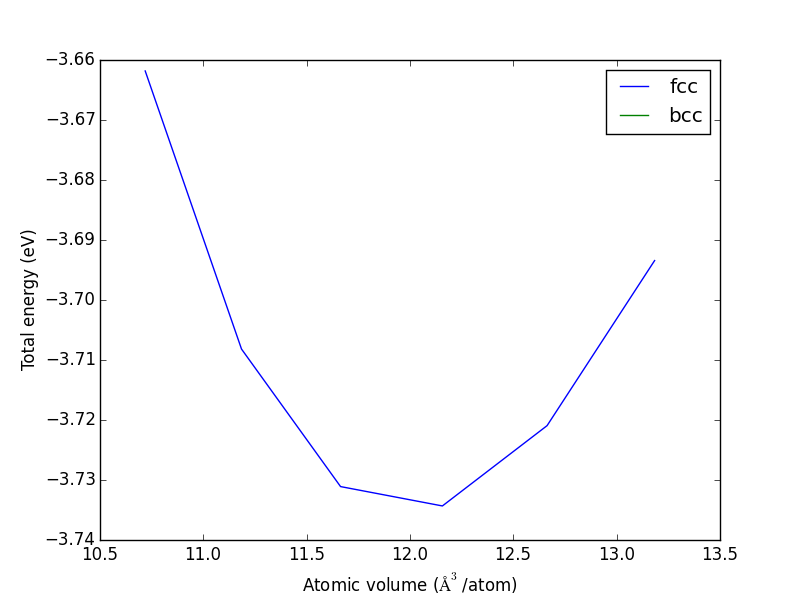 −3.66
−3.67
−3.68
−3.69
−3.70
−3.71
−3.72
−3.73
−3.74
Total energy (eV)
fcc
bcc
10.5 11.0 11.5 12.0 12.5 13.0 13.5
Atomic volume (Å³ /atom)